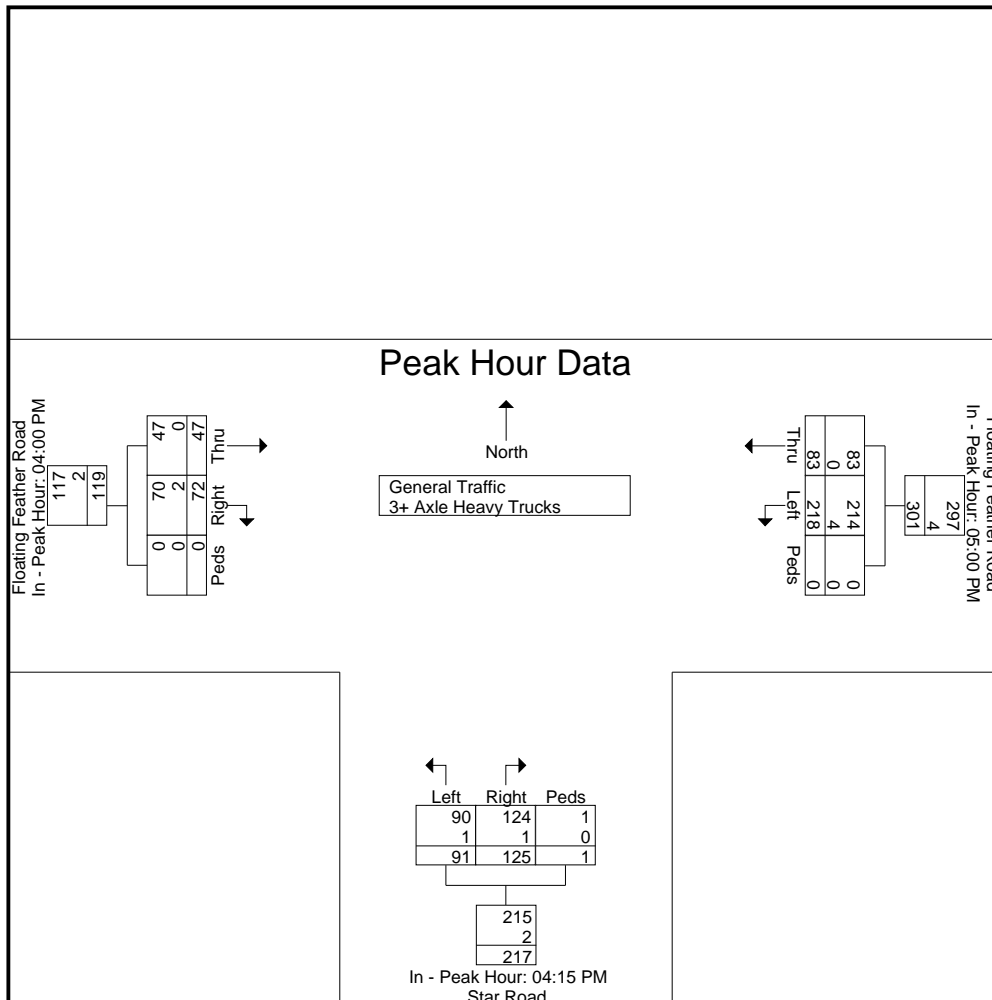 Peak Hour Data
North
General Traffic
3+ Axle Heavy Trucks
Floating Feather Road
In - Peak Hour: 04:00 PM
117
2
119
Thru Right Peds
47 70 0
0 2 0
47 72 0
Floating Feather Road
In - Peak Hour: 05:00 PM
297
4
301
Thru Left Peds
83 214 0
0 4 0
83 218 0
Left Right Peds
90 124 1
1 1 0
91 125 1
215
2
217
In - Peak Hour: 04:15 PM
Star Road